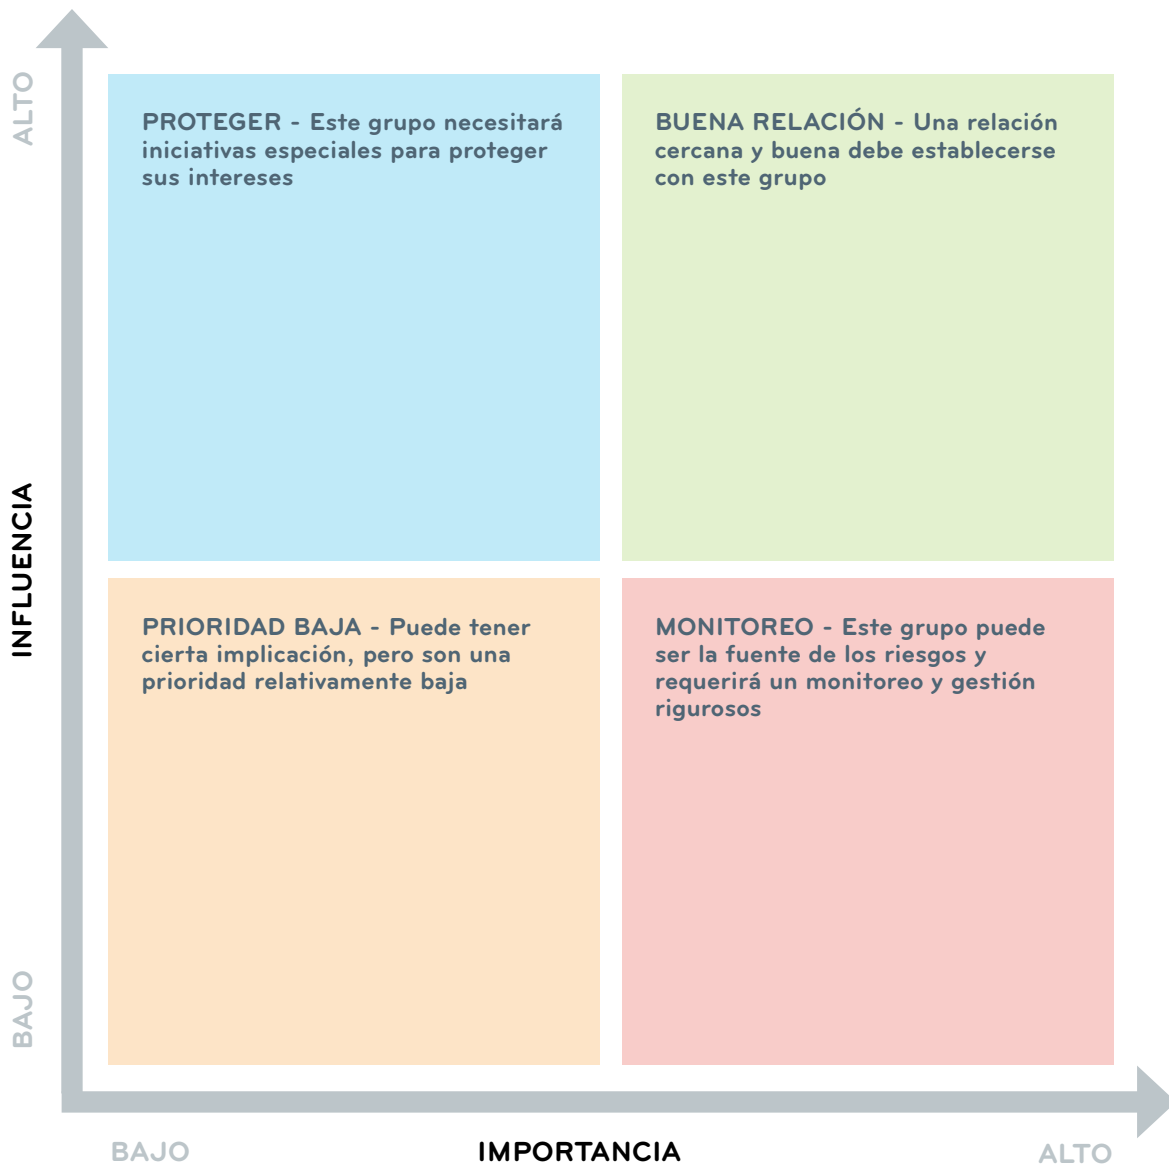 ALTO
PROTEGER - Este grupo necesitará
iniciativas especiales para proteger
sus intereses
BUENA RELACIÓN - Una relación
cercana y buena debe establecerse
con este grupo
INFLUENCIA
PRIORIDAD BAJA - Puede tener
cierta implicación, pero son una
prioridad relativamente baja
MONITOREO - Este grupo puede
ser la fuente de los riesgos y
requerirá un monitoreo y gestión
rigurosos
BAJO
BAJO
IMPORTANCIA
ALTO